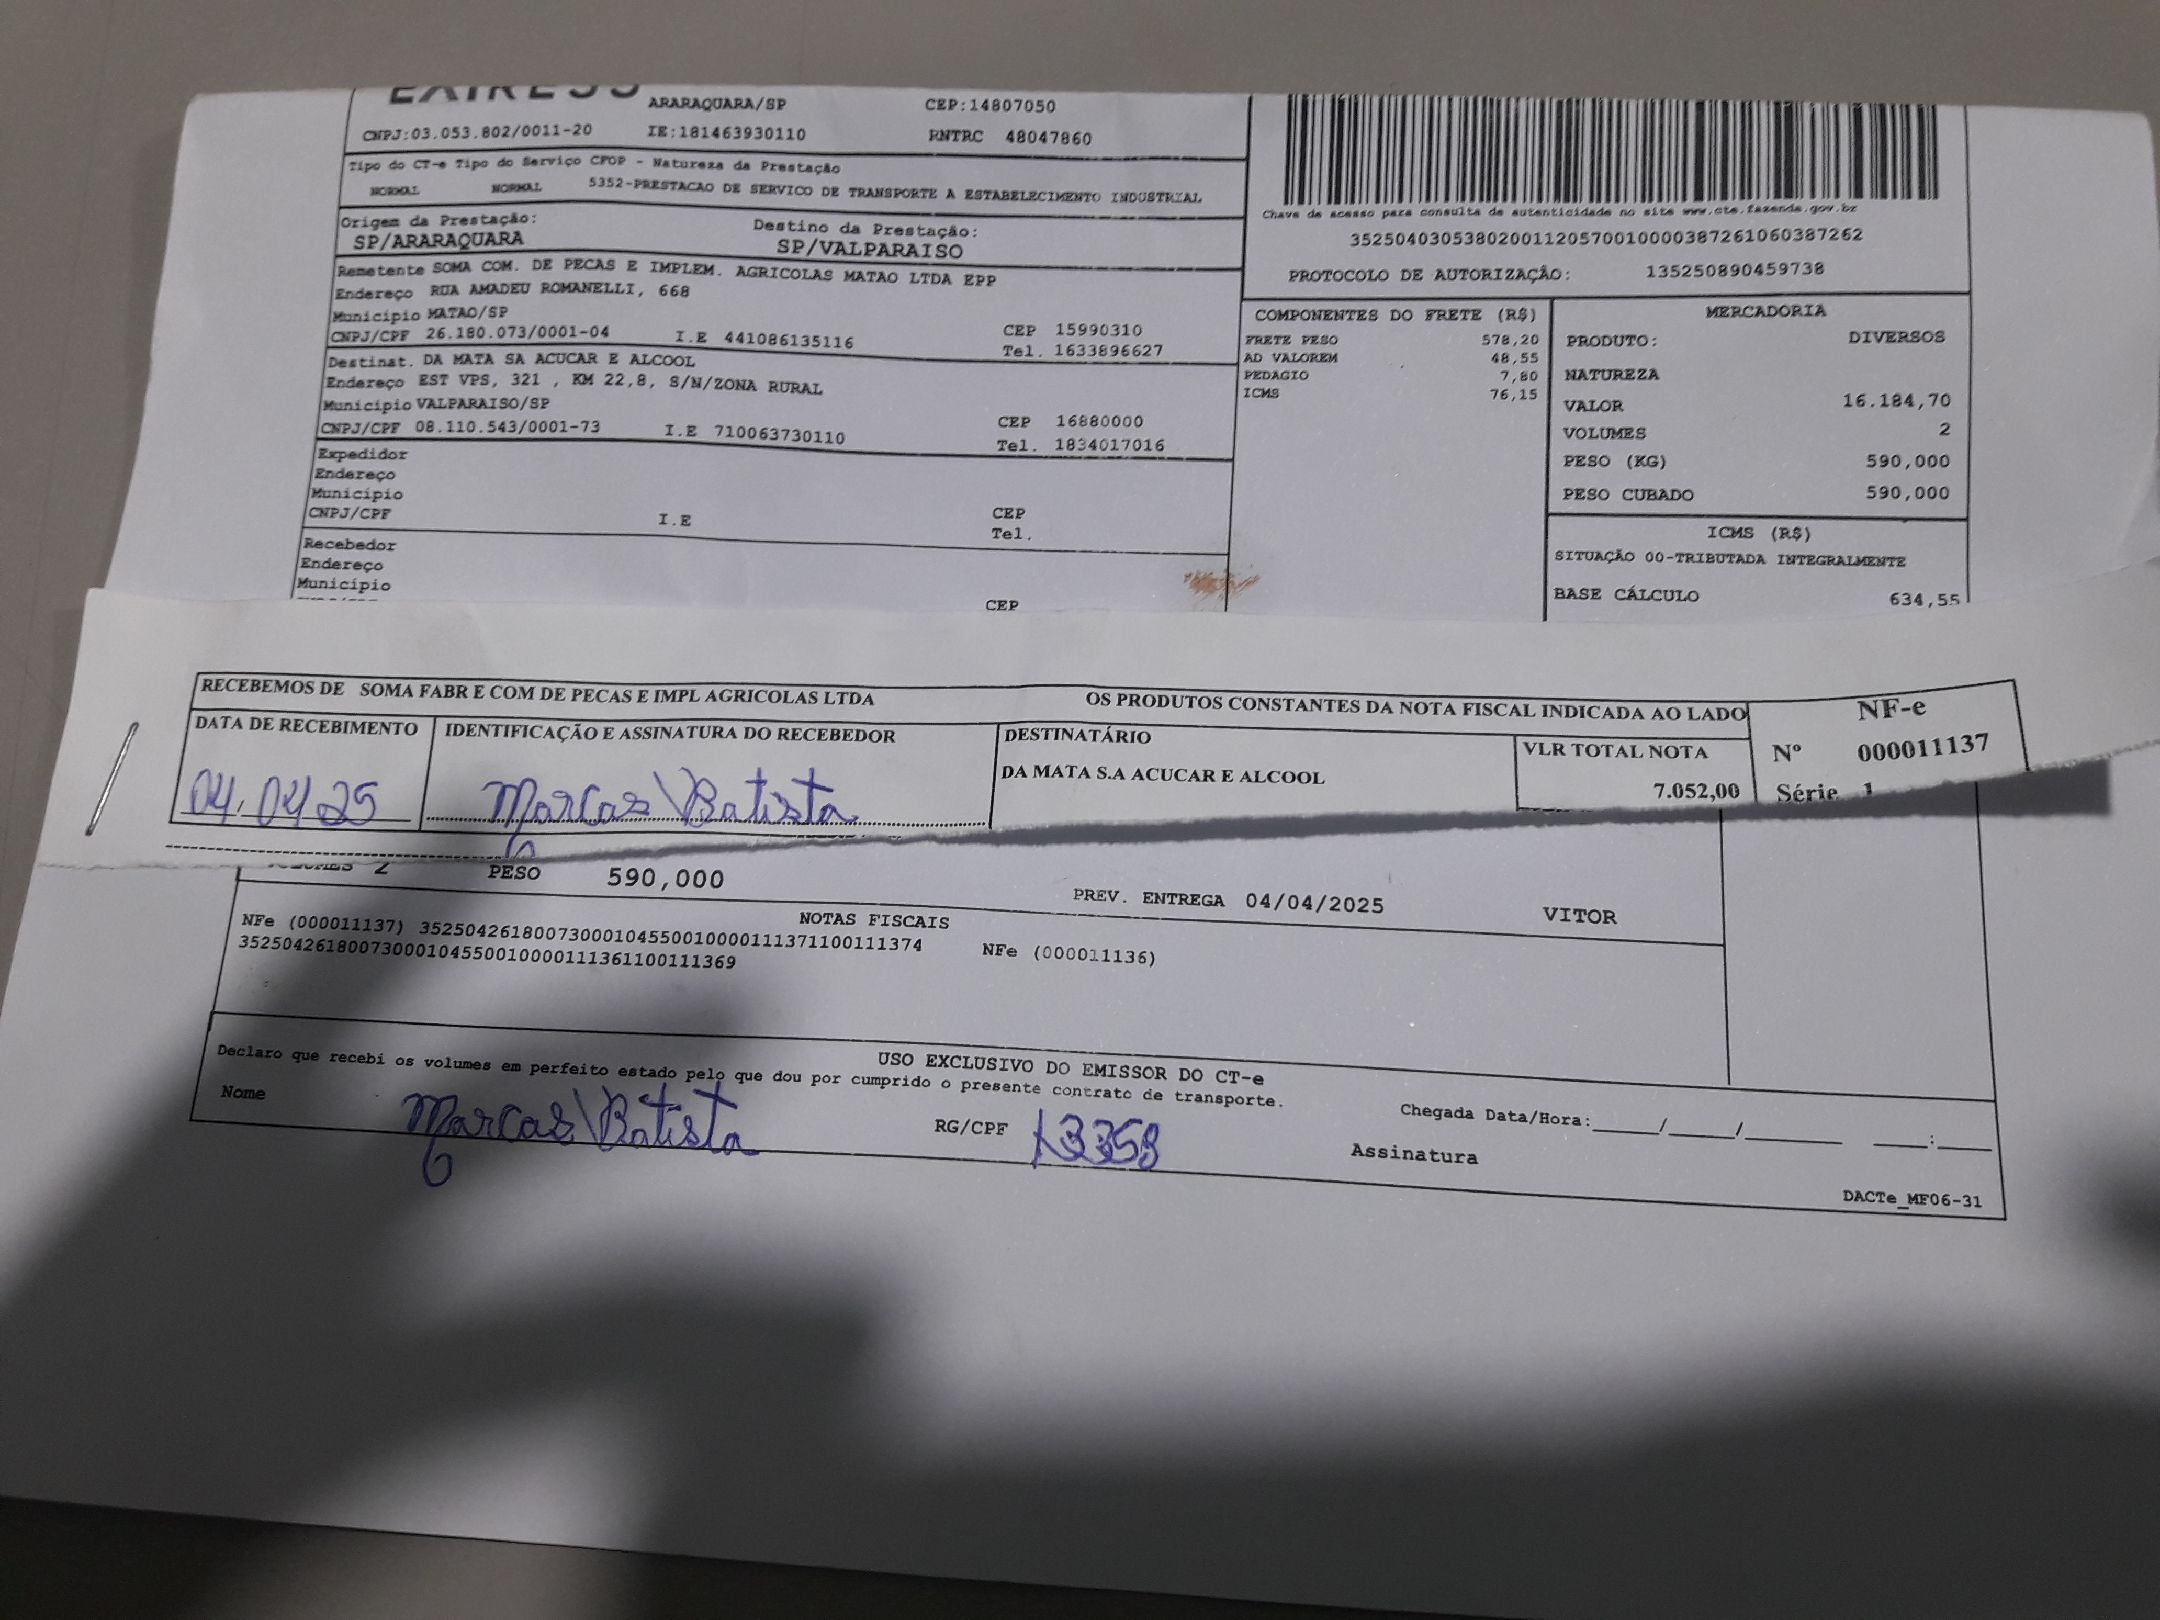 EXPRESS
ARARAQUARA/SP CEP:14807050
CNPJ:03.053.802/0011-20 IE:181463930110 RNTRC 48047860
Tipo do CT-e Tipo do Serviço CFOP - Natureza da Prestação
NORMAL NORMAL 5352-PRESTACAO DE SERVICO DE TRANSPORTE A ESTABELECIMENTO INDUSTRIAL
Origem da Prestação: Destino da Prestação:
SP/ARARAQUARA SP/VALPARAISO
Remetente SOMA COM. DE PECAS E IMPLEM. AGRICOLAS MATAO LTDA EPP
Endereço RUA AMADEU ROMANELLI, 668
Município MATAO/SP
CNPJ/CPF 26.180.073/0001-04 I.E 441086135116 CEP 15990310
Tel. 1633896627
Destinat. DA MATA SA ACUCAR E ALCOOL
Endereço EST VPS, 321 , KM 22,8, S/N/ZONA RURAL
Município VALPARAISO/SP
CNPJ/CPF 08.110.543/0001-73 I.E 710063730110 CEP 16880000
Tel. 1834017016
Expedidor
Endereço
Município
CNPJ/CPF I.E CEP
Tel.
Recebedor
Endereço
Município
CEP
Chave de acesso para consulta de autenticidade no site www.cte.fazenda.gov.br
35250403053802001120570010000387261060387262
PROTOCOLO DE AUTORIZAÇÃO: 135250890459738
COMPONENTES DO FRETE (R$)
FRETE PESO 578,20
AD VALOREM 48,55
PEDAGIO 7,80
ICMS 76,15
MERCADORIA
PRODUTO: DIVERSOS
NATUREZA
VALOR 16.184,70
VOLUMES 2
PESO (KG) 590,000
PESO CUBADO 590,000
ICMS (R$)
SITUAÇÃO 00-TRIBUTADA INTEGRALMENTE
BASE CÁLCULO 634,55
RECEBEMOS DE SOMA FABR E COM DE PECAS E IMPL AGRICOLAS LTDA OS PRODUTOS CONSTANTES DA NOTA FISCAL INDICADA AO LADO
DATA DE RECEBIMENTO IDENTIFICAÇÃO E ASSINATURA DO RECEBEDOR DESTINATÁRIO VLR TOTAL NOTA
04.04 25 Marcas Batista DA MATA S.A ACUCAR E ALCOOL 7.052,00
NF-e
Nº 000011137
Série 1
VOLUMES 2 PESO 590,000 PREV. ENTREGA 04/04/2025 VITOR
NOTAS FISCAIS
NFe (000011137) 35250426180073000104550010000111371100111374 NFe (000011136)
35250426180073000104550010000111361100111369
USO EXCLUSIVO DO EMISSOR DO CT-e
Declaro que recebi os volumes em perfeito estado pelo que dou por cumprido o presente contrato de transporte.
Nome Marcas Batista RG/CPF 13358 Chegada Data/Hora:_____/_____/_______ ____:____
Assinatura
DACTe_MF06-31